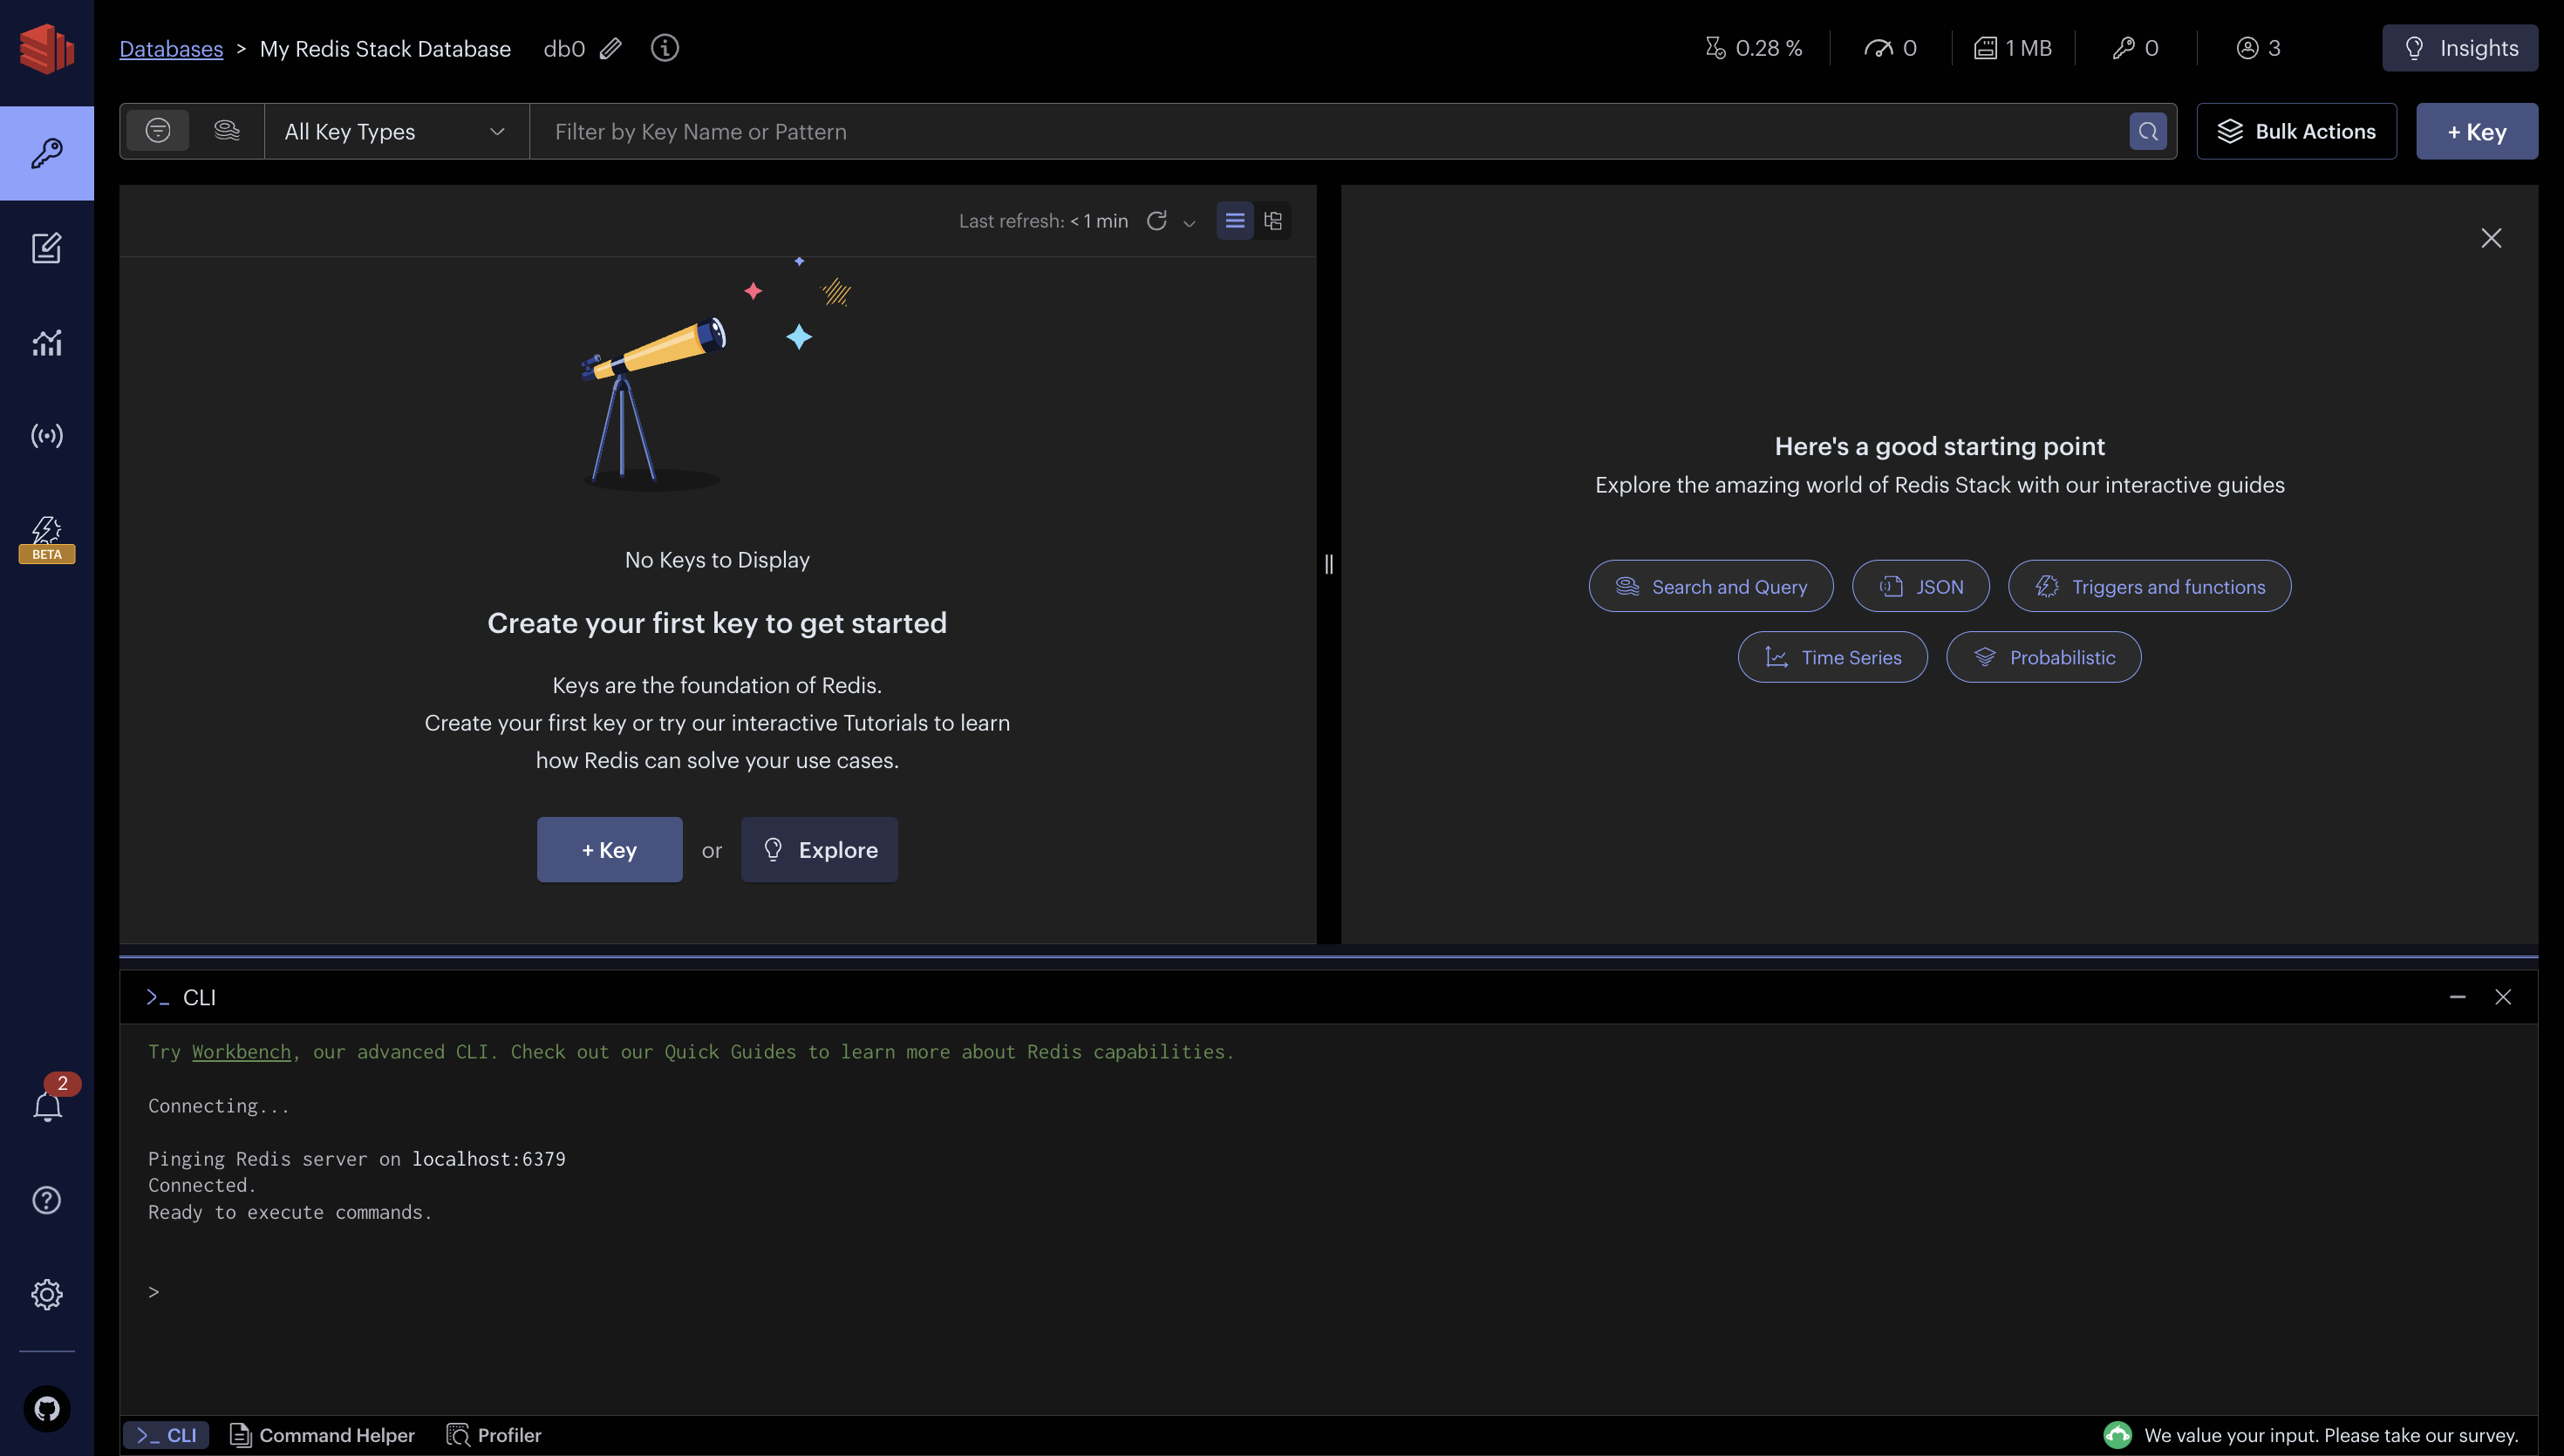 Databases > My Redis Stack Database db0
0.28 % 0 1 MB 0 3 Insights
All Key Types Filter by Key Name or Pattern Bulk Actions + Key
Last refresh: < 1 min
No Keys to Display
Create your first key to get started
Keys are the foundation of Redis.
Create your first key or try our interactive Tutorials to learn
how Redis can solve your use cases.
+ Key or Explore
Here's a good starting point
Explore the amazing world of Redis Stack with our interactive guides
Search and Query JSON Triggers and functions
Time Series Probabilistic
BETA
2
>_ CLI
Try Workbench, our advanced CLI. Check out our Quick Guides to learn more about Redis capabilities.
Connecting...
Pinging Redis server on localhost:6379
Connected.
Ready to execute commands.
>
>_ CLI Command Helper Profiler We value your input. Please take our survey.